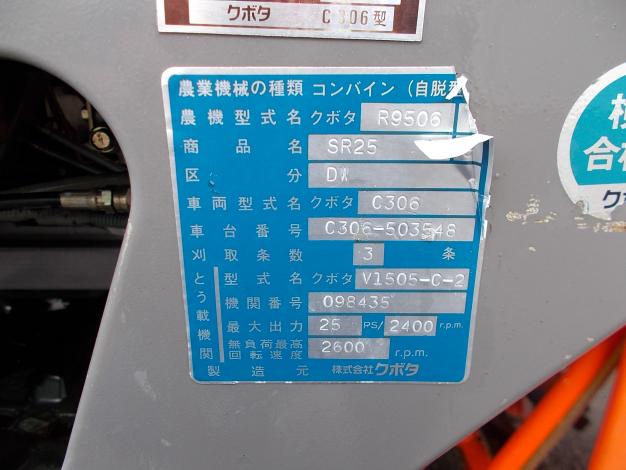 クボタ C306型
農業機械の種類 コンバイン (自脱型
農機型式名 クボタ R9506
商品名 SR25
区分 DW
車両型式名 クボタ C306
車台番号 C306-503548
刈取条数 3 条
とう載機関
型式名 クボタ V1505-C-2
機関番号 098435
最大出力 25 PS/ 2400 r.p.m.
無負荷最高回転速度 2600 r.p.m.
製造元 株式会社クボタ
検
合格
ク